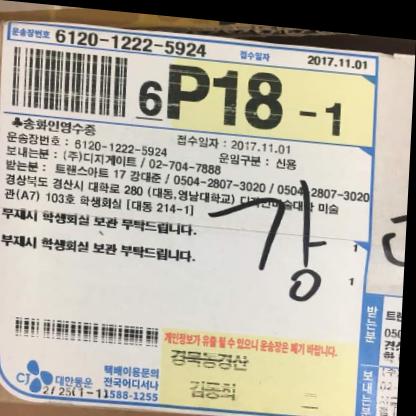 운송장번호 6120-1222-5924 접수일자 2017.11.01
6P18-1
♣송화인영수증
운송장번호 : 6120-1222-5924 접수일자 : 2017.11.01
보내는분 : (주)디지게이트 / 02-704-7888 운임구분 : 신용
받는분 : 트랜스아트 17 강대준 / 0504-2807-3020 / 0504-2807-3020
경상북도 경산시 대학로 280 (대동,영남대학교) 디자인미술대학 미술
관(A7) 103호 학생회실 [대동 214-1]
부재시 학생회실 보관 부탁드립니다.
1
부재시 학생회실 보관 부탁드립니다.
1
강
받는분
보내는분
개인정보가 유출 될 수 있으니 운송장은 폐기 바랍니다.
경북동경산
CJ 대한통운
택배이용문의
전국어디서나
1588-1255